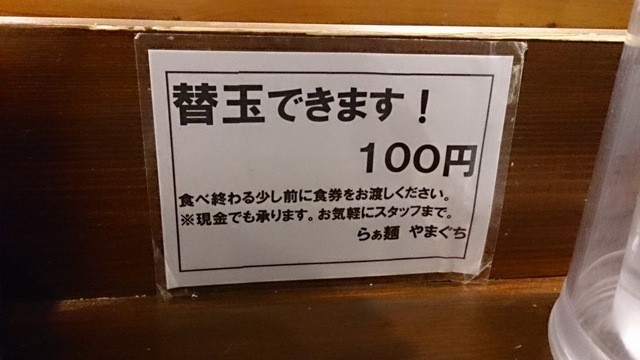 替玉できます！
100円
食べ終わる少し前に食券をお渡しください。
※現金でも承ります。お気軽にスタッフまで。
らぁ麺 やまぐち